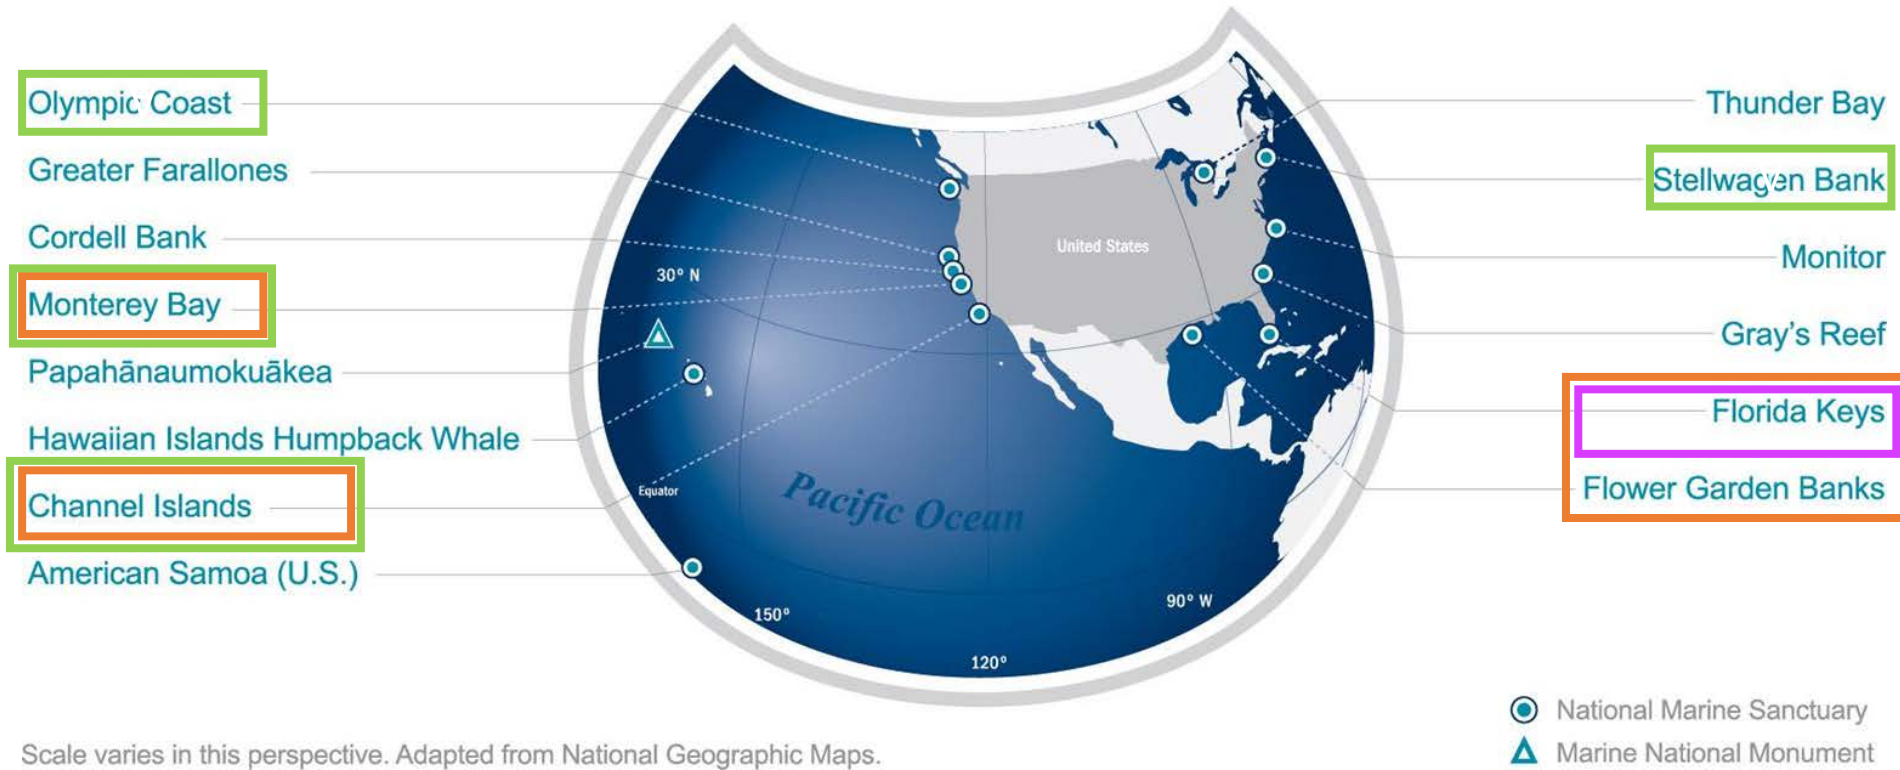 Olympic Coast
Greater Farallones
Cordell Bank
Monterey Bay
Papahānaumokuākea
Hawaiian Islands Humpback Whale
Channel Islands
American Samoa (U.S.)
30° N
Equator
150°
120°
90° W
United States
Pacific Ocean
Thunder Bay
Stellwagen Bank
Monitor
Gray's Reef
Florida Keys
Flower Garden Banks
National Marine Sanctuary
Marine National Monument
Scale varies in this perspective. Adapted from National Geographic Maps.